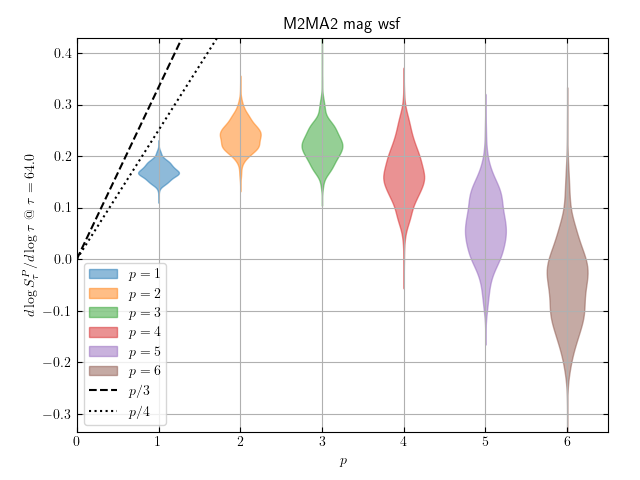 M2MA2 mag wsf
d log S_τ^P / d log τ @ τ = 64.0
0.4
0.3
0.2
0.1
0.0
−0.1
−0.2
−0.3
p = 1
p = 2
p = 3
p = 4
p = 5
p = 6
p/3
p/4
0 1 2 3 4 5 6
p